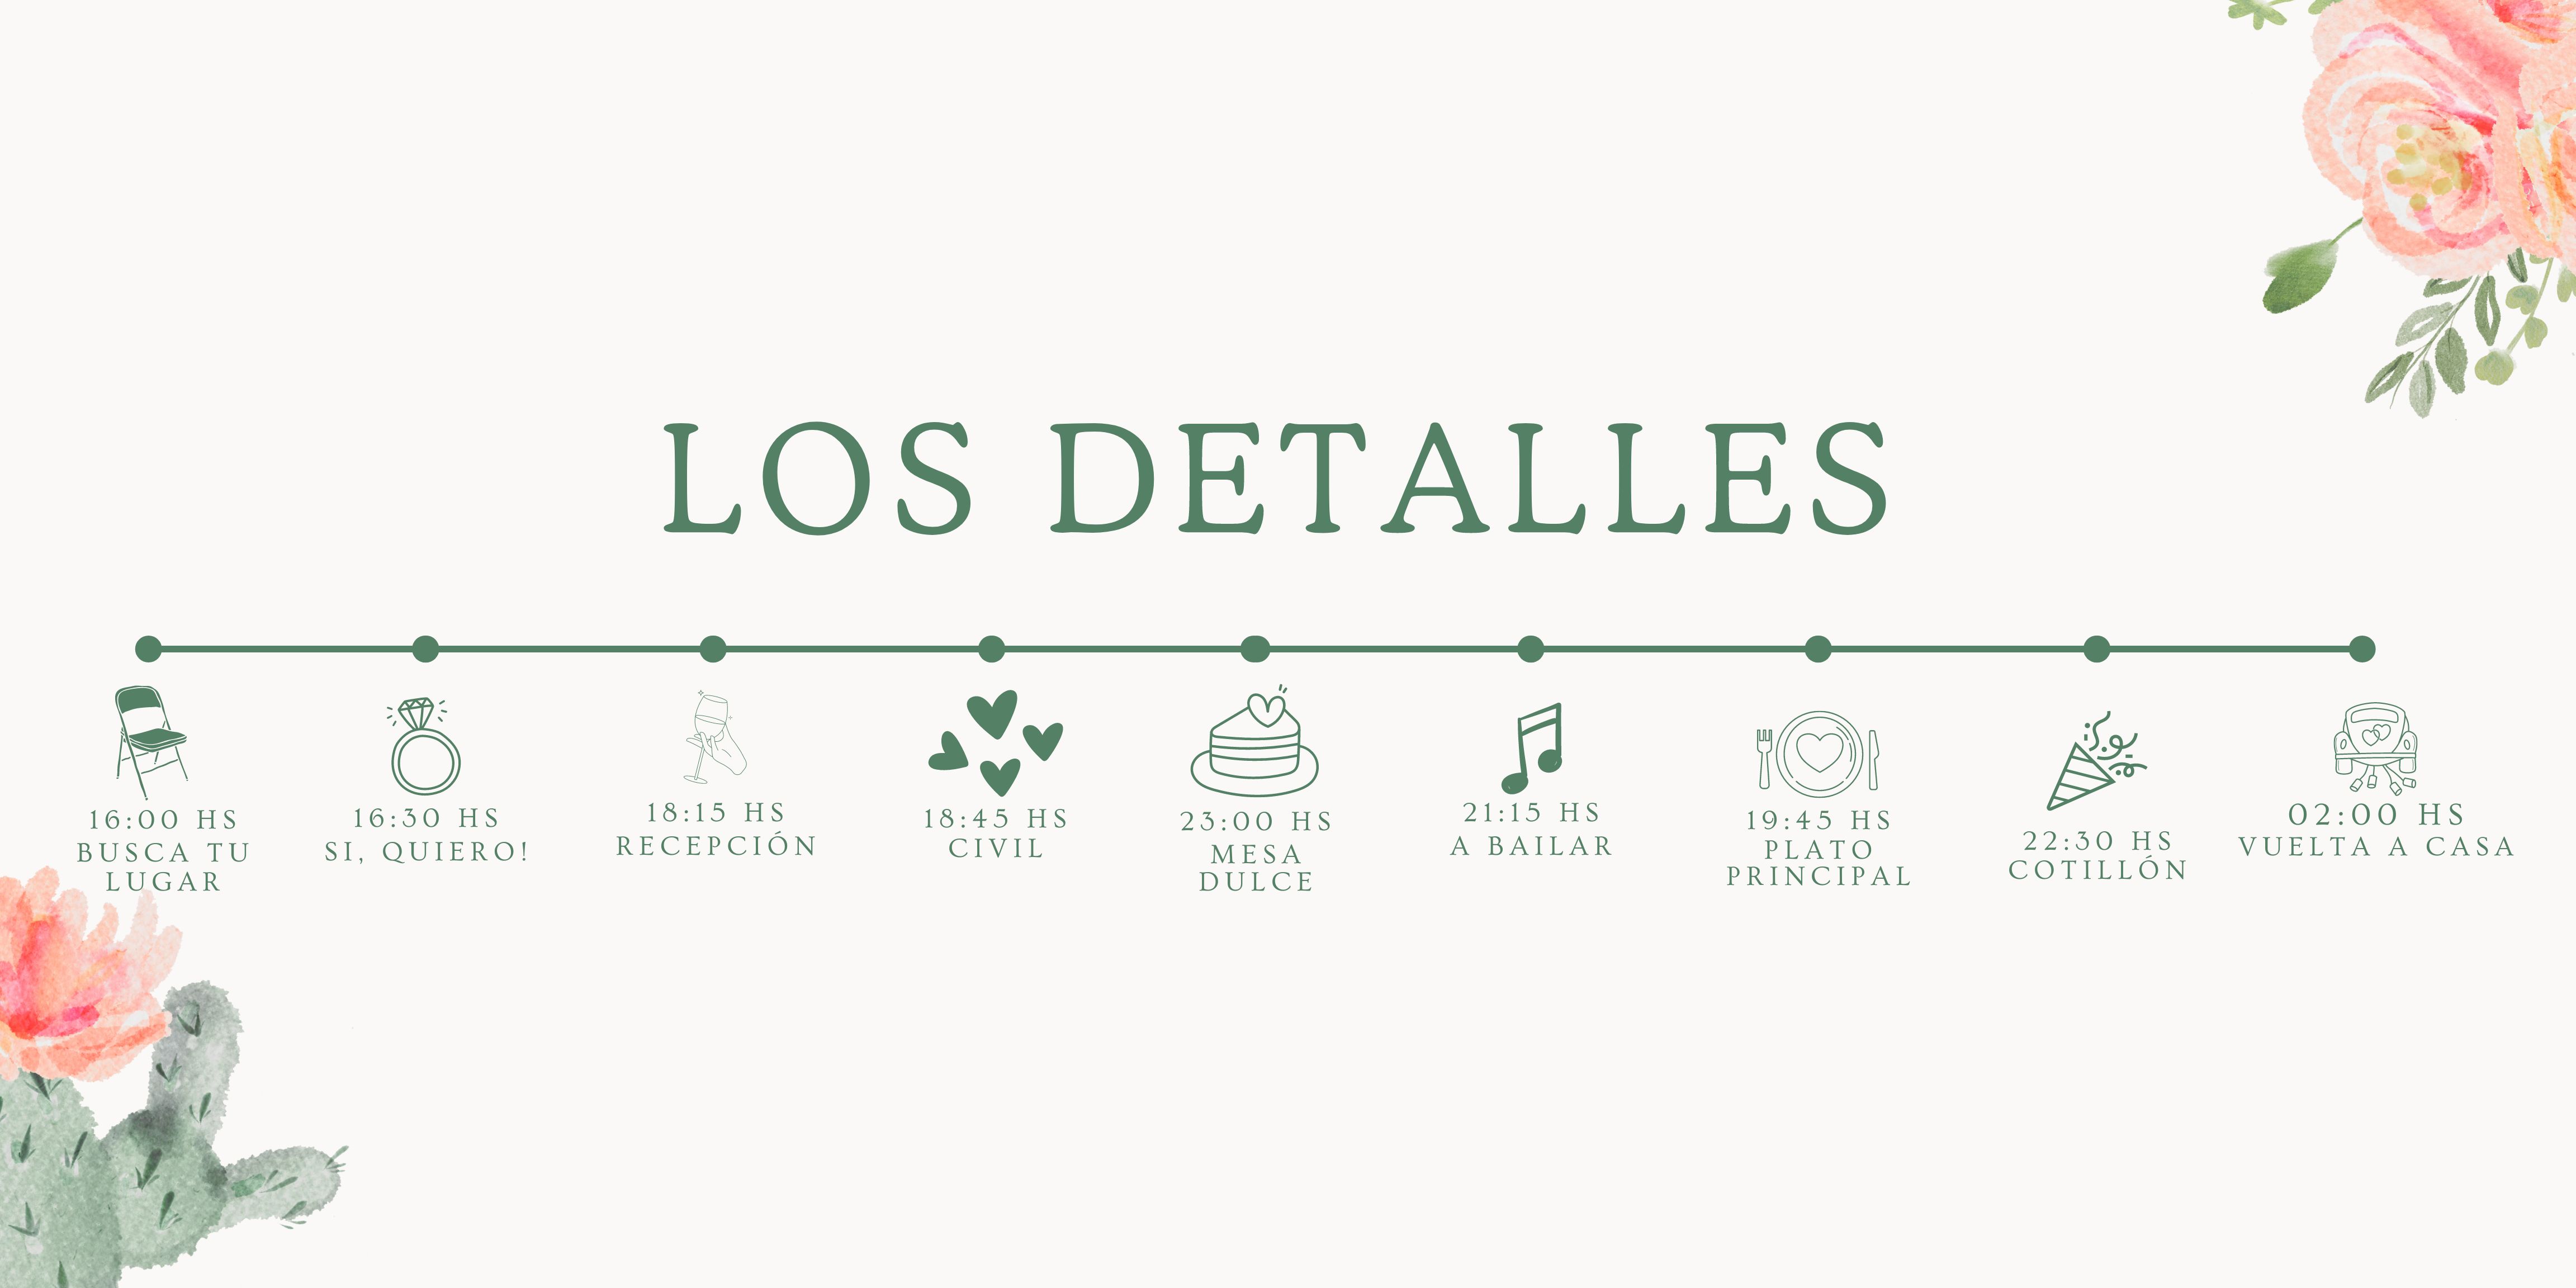 LOS DETALLES
16:00 HS
BUSCA TU
LUGAR
16:30 HS
SI, QUIERO!
18:15 HS
RECEPCIÓN
18:45 HS
CIVIL
23:00 HS
MESA
DULCE
21:15 HS
A BAILAR
19:45 HS
PLATO
PRINCIPAL
22:30 HS
COTILLÓN
02:00 HS
VUELTA A CASA